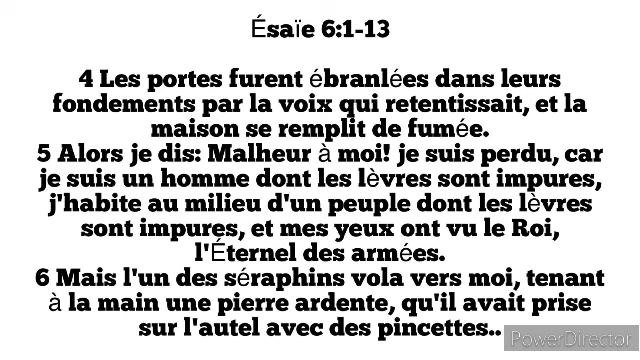 Ésaïe 6:1-13
4 Les portes furent ébranlées dans leurs
fondements par la voix qui retentissait, et la
maison se remplit de fumée.
5 Alors je dis: Malheur à moi! je suis perdu, car
je suis un homme dont les lèvres sont impures,
j'habite au milieu d'un peuple dont les lèvres
sont impures, et mes yeux ont vu le Roi,
l'Éternel des armées.
6 Mais l'un des séraphins vola vers moi, tenant
à la main une pierre ardente, qu'il avait prise
sur l'autel avec des pincettes..
PowerDirector